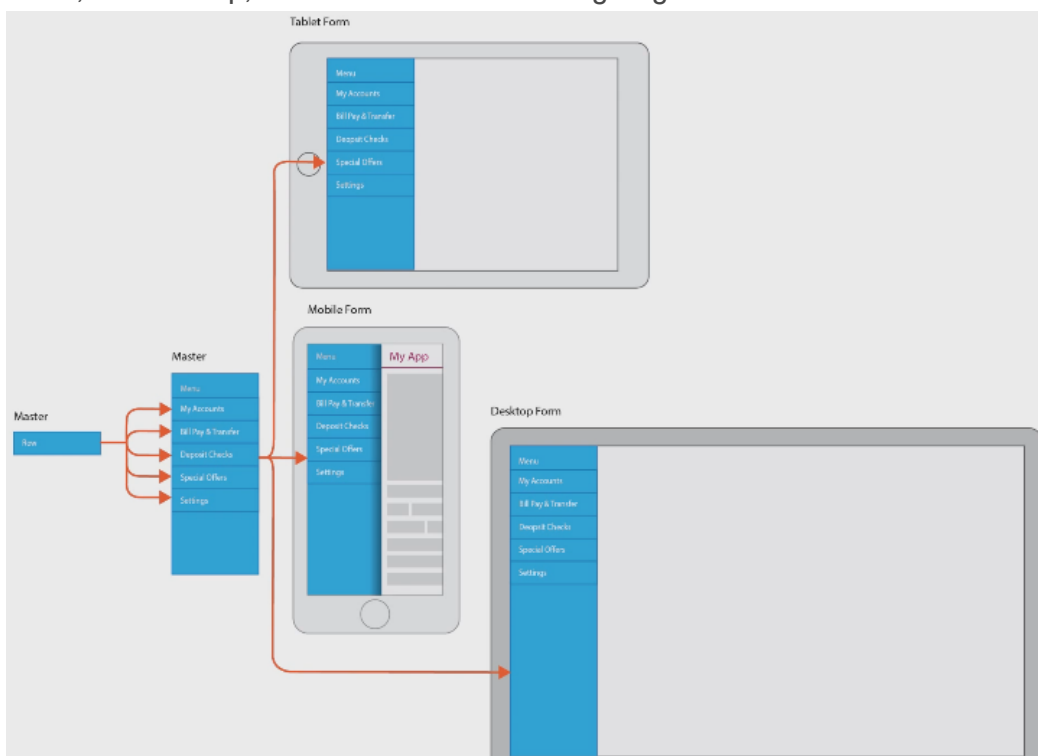 Tablet Form
Menu
My Accounts
Bill Pay & Transfer
Deopsit Checks
Special Offers
Settings
Mobile Form
Menu
My App
My Accounts
Bill Pay & Transfer
Deposit Checks
Special Offers
Settings
Master
Menu
My Accounts
Bill Pay & Transfer
Deposit Checks
Special Offers
Settings
Master
Row
Desktop Form
Menu
My Accounts
Bill Pay & Transfer
Deopsit Checks
Special Offers
Settings